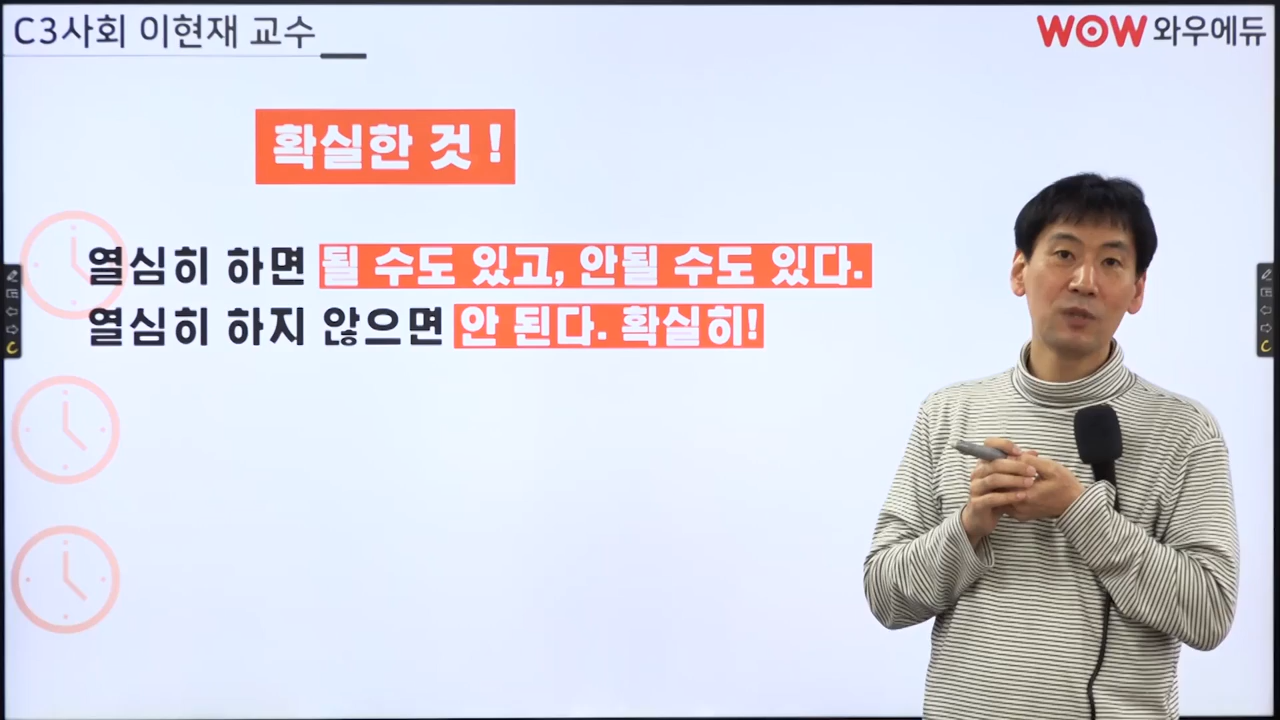 C3사회 이현재 교수
WOW 와우에듀
확실한 것 !
열심히 하면 될 수도 있고, 안될 수도 있다.
열심히 하지 않으면 안 된다. 확실히!